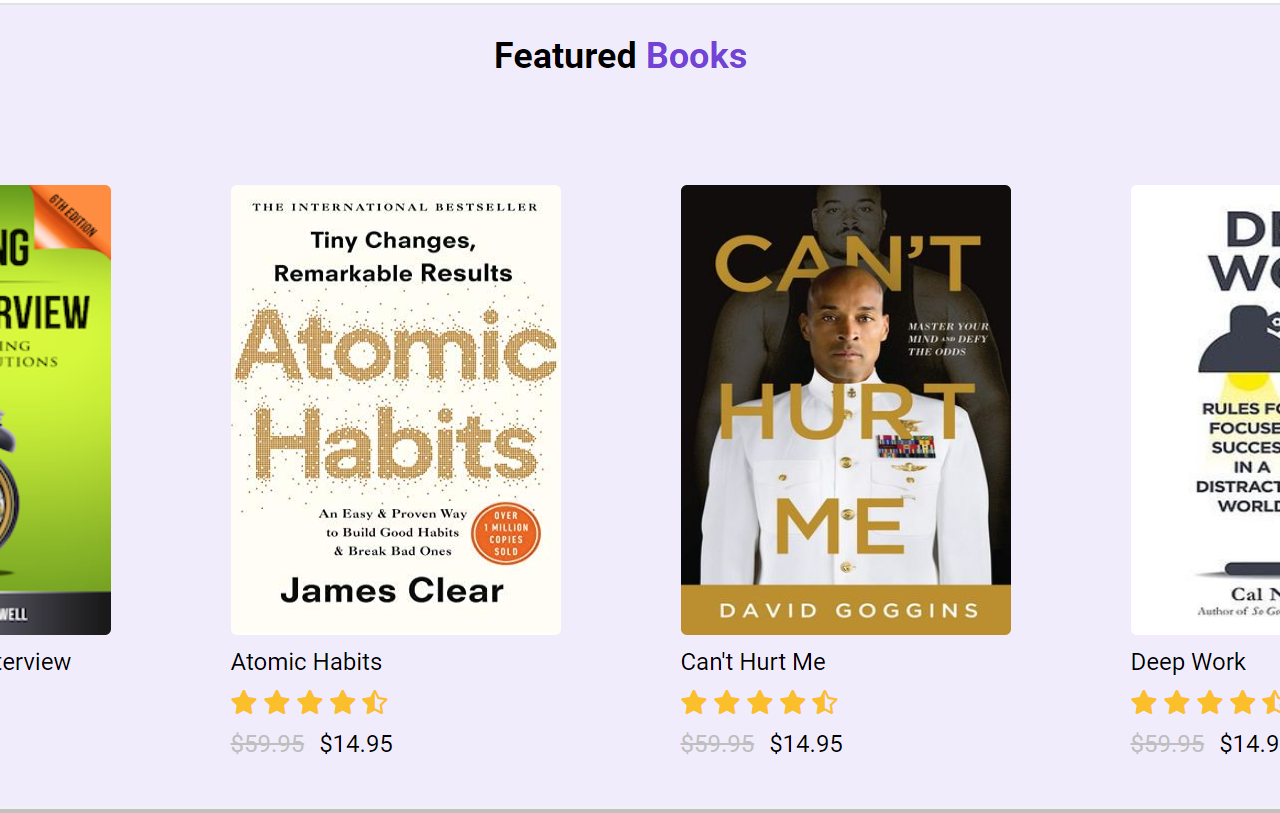 Featured Books
6TH EDITION
NG
RVIEW
ING
UTIONS
WELL
terview
THE INTERNATIONAL BESTSELLER
Tiny Changes,
Remarkable Results
Atomic
Habits
An Easy & Proven Way
to Build Good Habits
& Break Bad Ones
OVER
1 MILLION
COPIES
SOLD
James Clear
Atomic Habits
$59.95 $14.95
CAN'T
HURT
ME
MASTER YOUR
MIND AND DEFY
THE ODDS
DAVID GOGGINS
Can't Hurt Me
$59.95 $14.95
DE
WO
RULES FO
FOCUSE
SUCCES
IN A
DISTRACT
WORLD
Cal N
Author of So Go
Deep Work
$59.95 $14.9